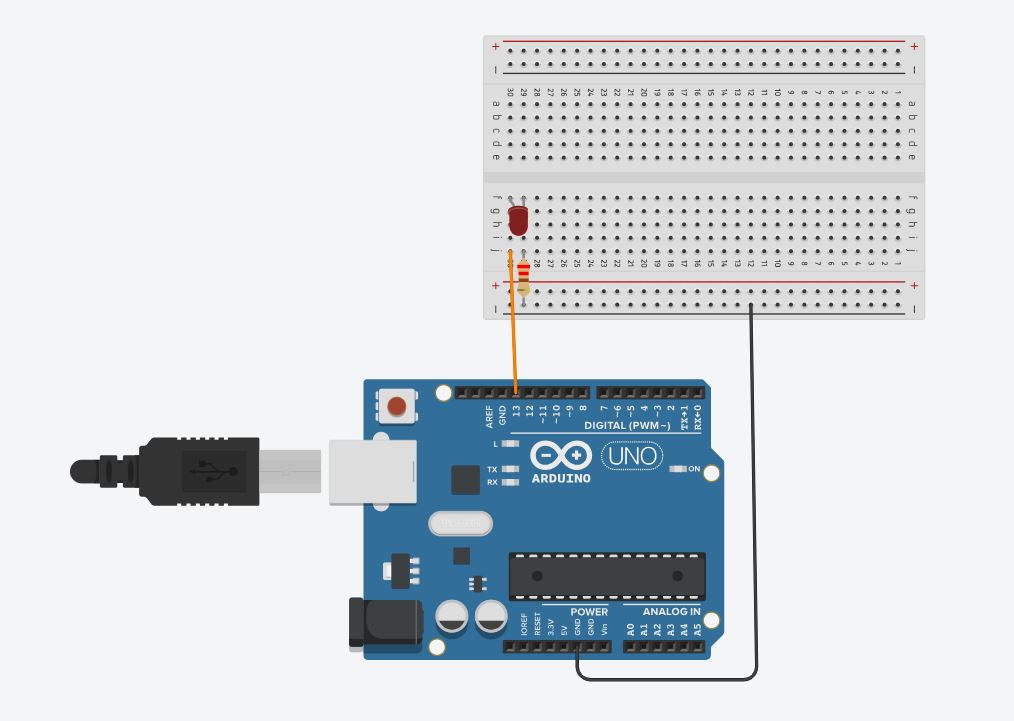 + +
— —
30 29 28 27 26 25 24 23 22 21 20 19 18 17 16 15 14 13 12 11 10 9 8 7 6 5 4 3 2 1
a a
b b
c c
d d
e e
f f
g g
h h
i i
j j
28 27 26 25 24 23 22 21 20 19 18 17 16 15 14 13 12 11 10 9 8 7 6 5 4 3 2 1
+ +
— —
AREF GND 13 12 ~11 ~10 ~9 8 7 ~6 ~5 4 ~3 2 TX→1 RX←0
DIGITAL (PWM~)
L
TX
RX
UNO
ON
ARDUINO
POWER ANALOG IN
IOREF RESET 3.3V 5V GND GND Vin A0 A1 A2 A3 A4 A5